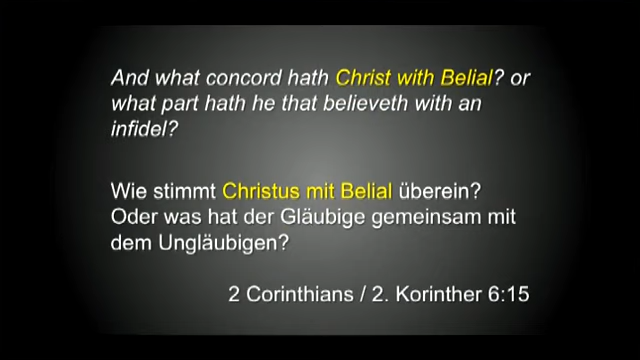 And what concord hath Christ with Belial? or
what part hath he that believeth with an
infidel?
Wie stimmt Christus mit Belial überein?
Oder was hat der Gläubige gemeinsam mit
dem Ungläubigen?
2 Corinthians / 2. Korinther 6:15